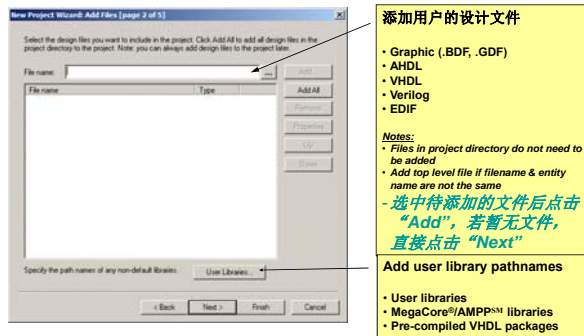 New Project Wizard: Add Files [page 2 of 5]
Select the design files you want to include in the project. Click Add All to add all design files in the
project directory to the project. Note: you can always add design files to the project later.
File name:
...
Add
File name
Type
Add All
Remove
Properties
Up
Down
Specify the path names of any non-default libraries.
User Libraries...
< Back
Next >
Finish
Cancel
添加用户的设计文件
• Graphic (.BDF, .GDF)
• AHDL
• VHDL
• Verilog
• EDIF
Notes:
• Files in project directory do not need to
be added
• Add top level file if filename & entity
name are not the same
- 选中待添加的文件后点击
“Add”，若暂无文件，
直接点击“Next”
Add user library pathnames
• User libraries
• MegaCore®/AMPP℠ libraries
• Pre-compiled VHDL packages